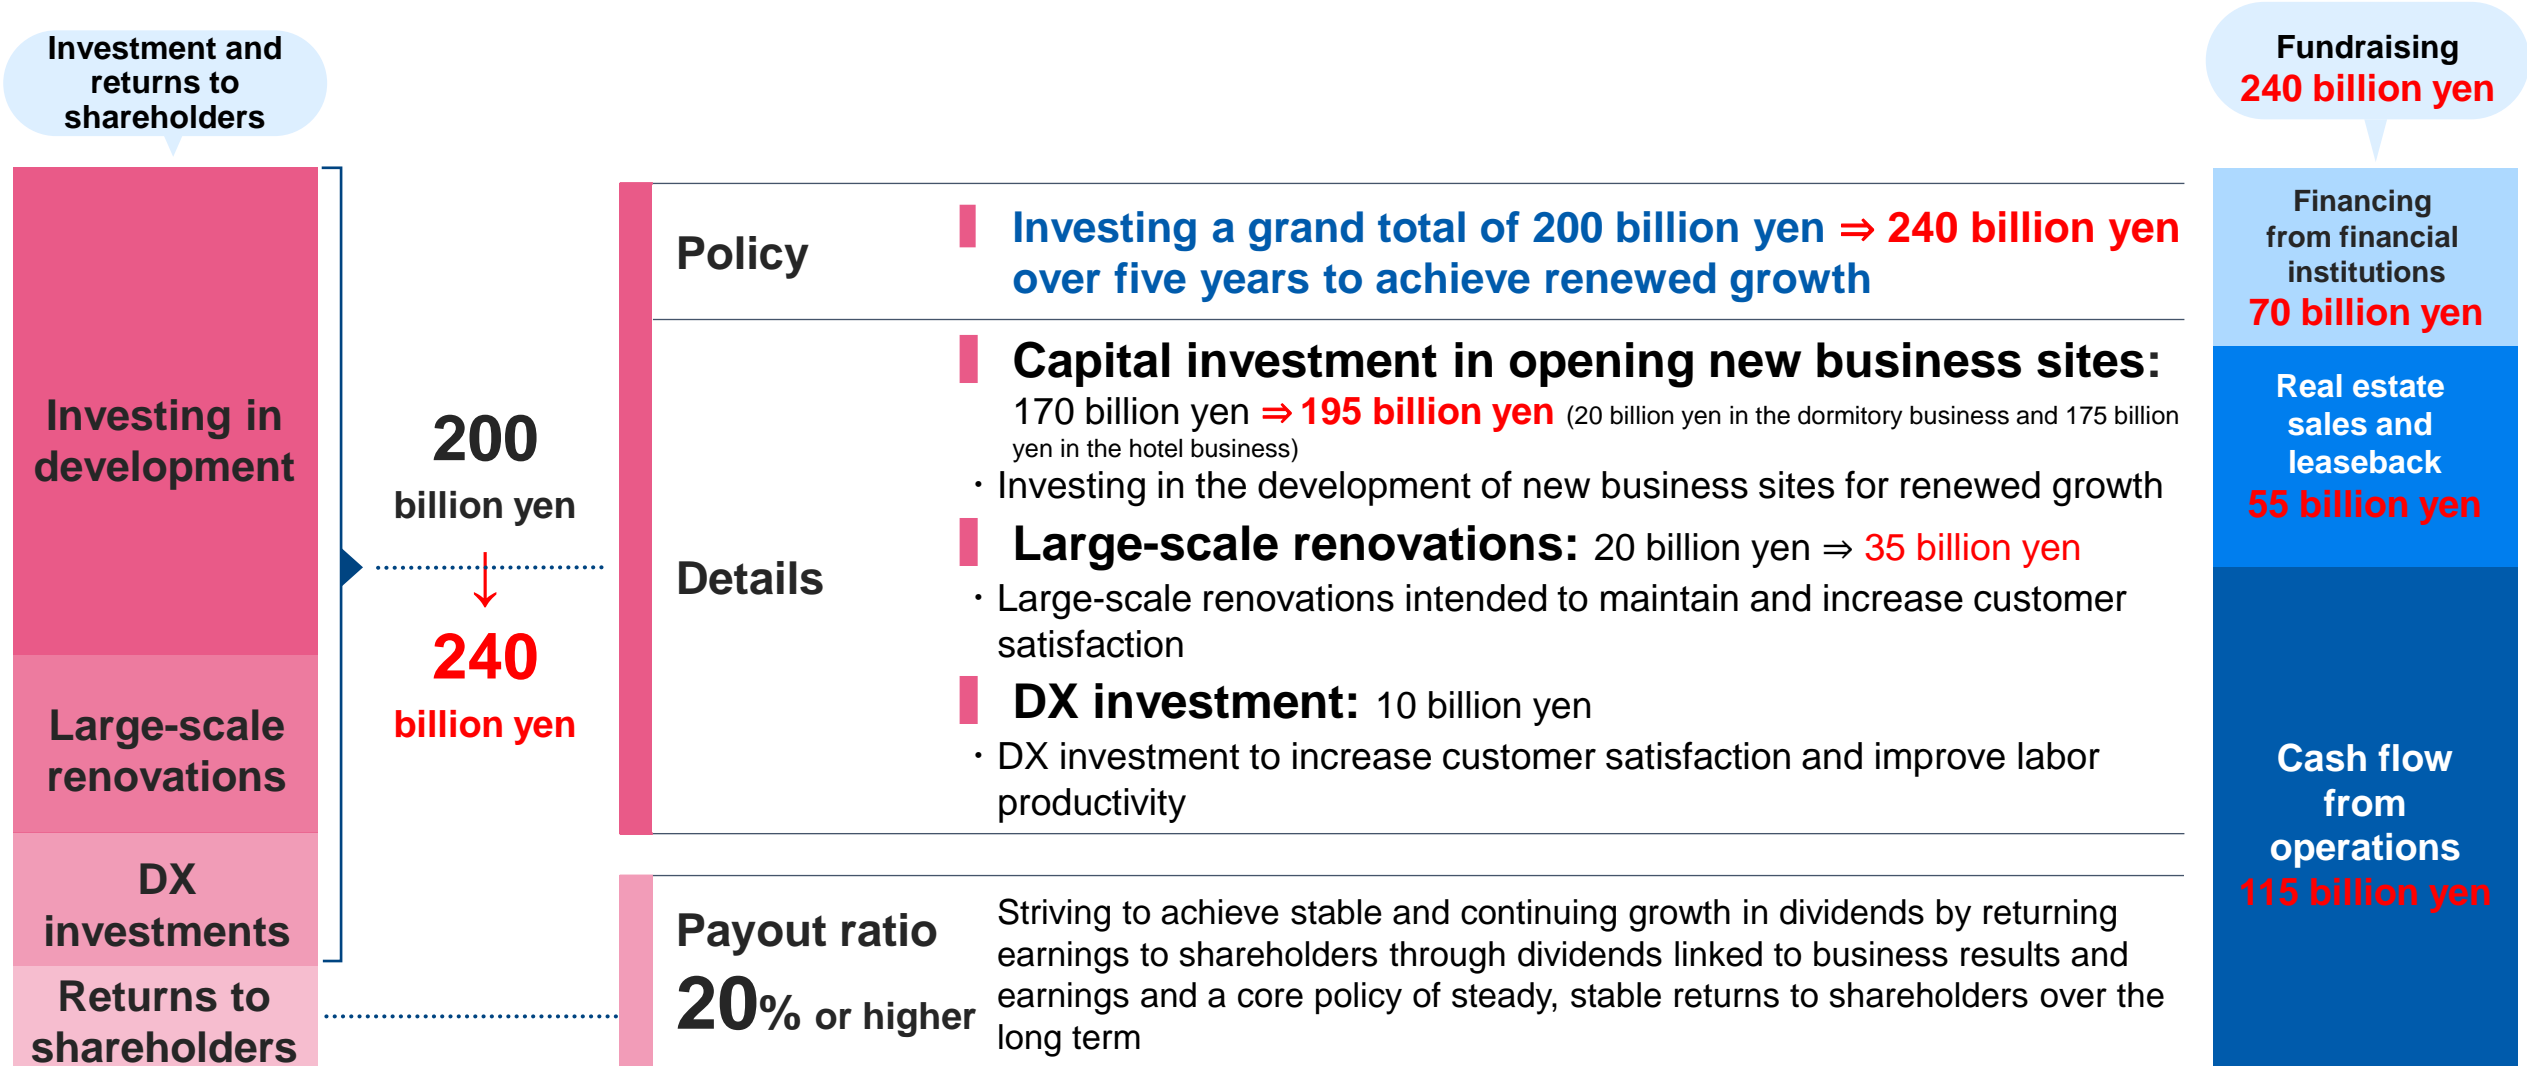 Investment and
returns to
shareholders
Investing in
development
Large-scale
renovations
DX
investments
Returns to
shareholders
200
billion yen
↓
240
billion yen
Policy
Investing a grand total of 200 billion yen ⇒ 240 billion yen
over five years to achieve renewed growth
Details
Capital investment in opening new business sites:
170 billion yen ⇒ 195 billion yen (20 billion yen in the dormitory business and 175 billion
yen in the hotel business)
・Investing in the development of new business sites for renewed growth
Large-scale renovations: 20 billion yen ⇒ 35 billion yen
・Large-scale renovations intended to maintain and increase customer
satisfaction
DX investment: 10 billion yen
・DX investment to increase customer satisfaction and improve labor
productivity
Payout ratio
20% or higher
Striving to achieve stable and continuing growth in dividends by returning
earnings to shareholders through dividends linked to business results and
earnings and a core policy of steady, stable returns to shareholders over the
long term
Fundraising
240 billion yen
Financing
from financial
institutions
70 billion yen
Real estate
sales and
leaseback
55 billion yen
Cash flow
from
operations
115 billion yen